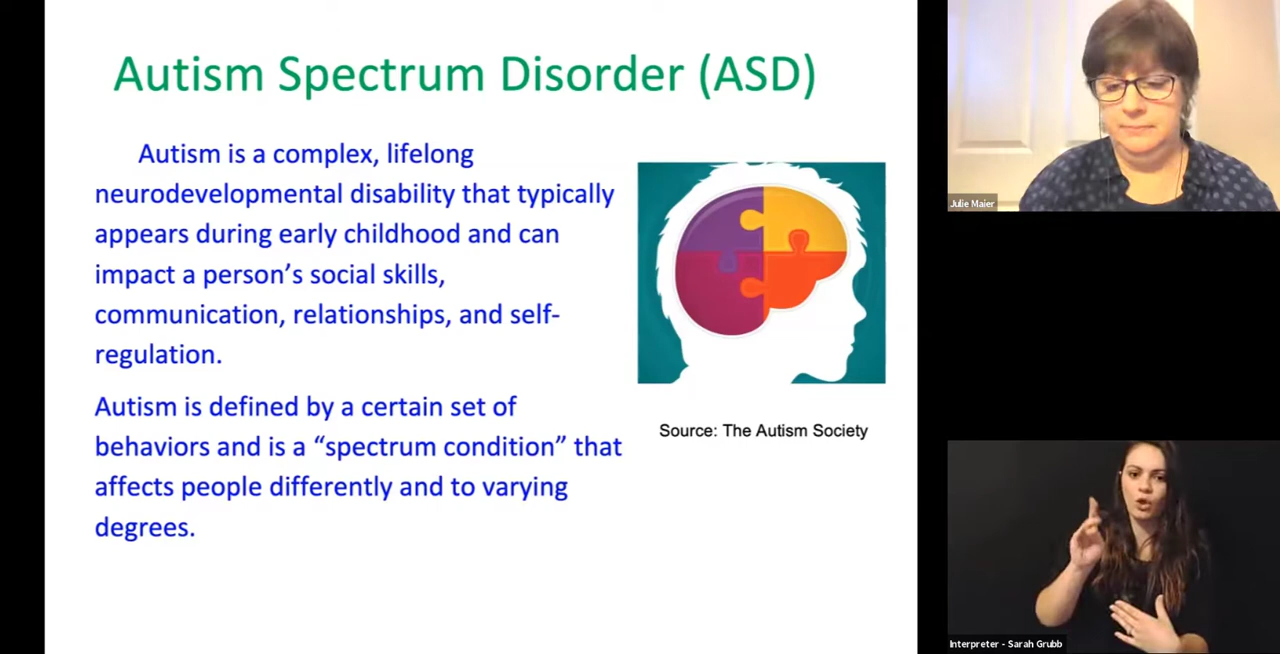 Autism Spectrum Disorder (ASD)
Autism is a complex, lifelong
neurodevelopmental disability that typically
appears during early childhood and can
impact a person’s social skills,
communication, relationships, and self-
regulation.
Autism is defined by a certain set of
behaviors and is a “spectrum condition” that
affects people differently and to varying
degrees.
Source: The Autism Society
Julie Maier
Interpreter - Sarah Grubb